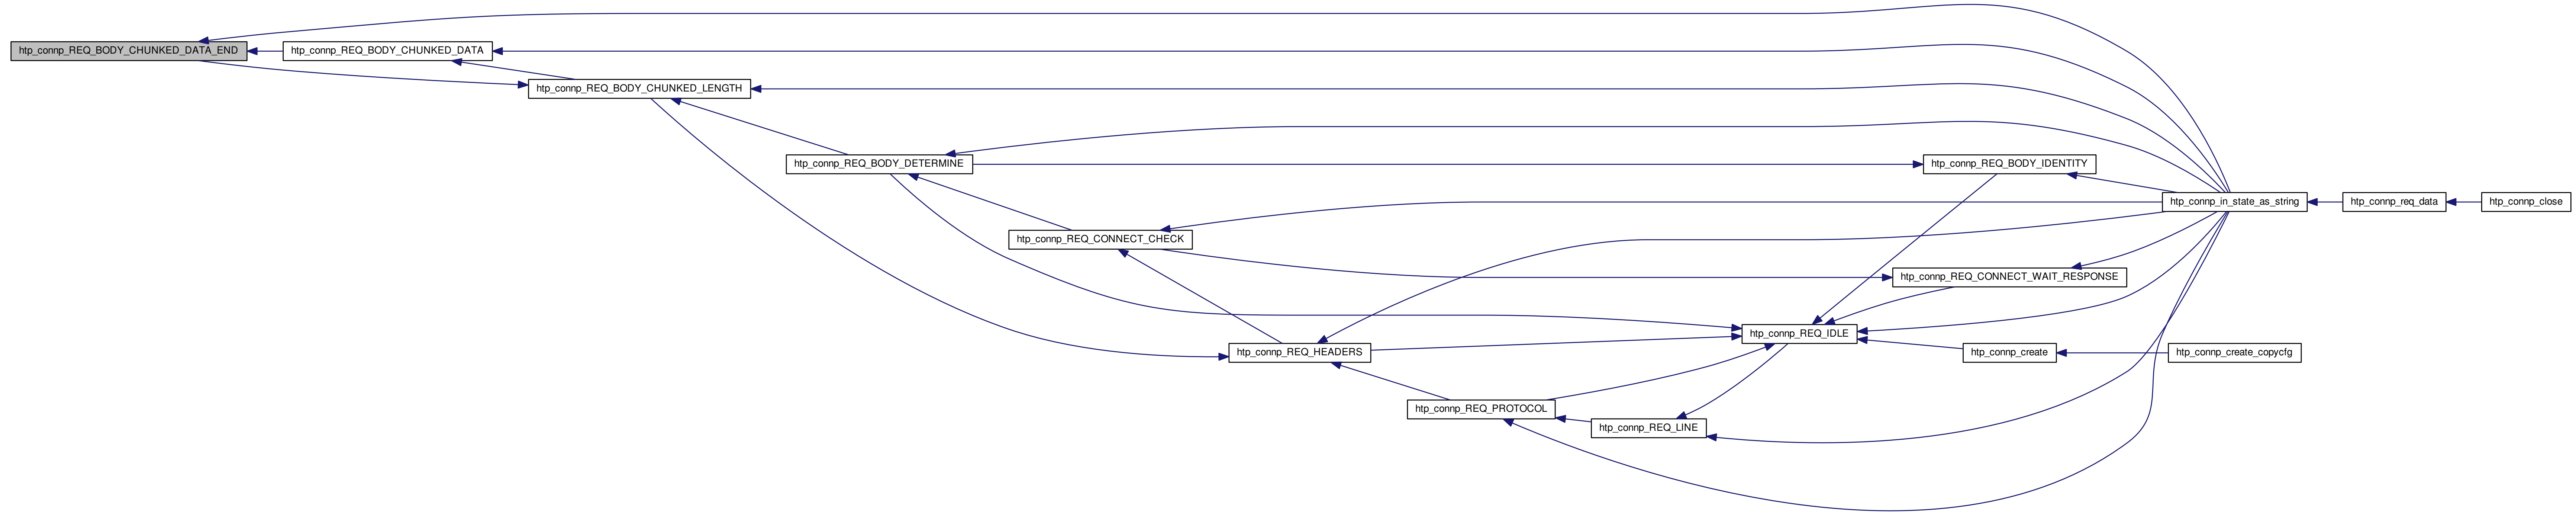 htp_connp_REQ_BODY_CHUNKED_DATA_END
htp_connp_REQ_BODY_CHUNKED_DATA
htp_connp_REQ_BODY_CHUNKED_LENGTH
htp_connp_REQ_BODY_DETERMINE
htp_connp_REQ_BODY_IDENTITY
htp_connp_in_state_as_string
htp_connp_req_data
htp_connp_close
htp_connp_REQ_CONNECT_CHECK
htp_connp_REQ_CONNECT_WAIT_RESPONSE
htp_connp_REQ_IDLE
htp_connp_REQ_HEADERS
htp_connp_create
htp_connp_create_copycfg
htp_connp_REQ_PROTOCOL
htp_connp_REQ_LINE